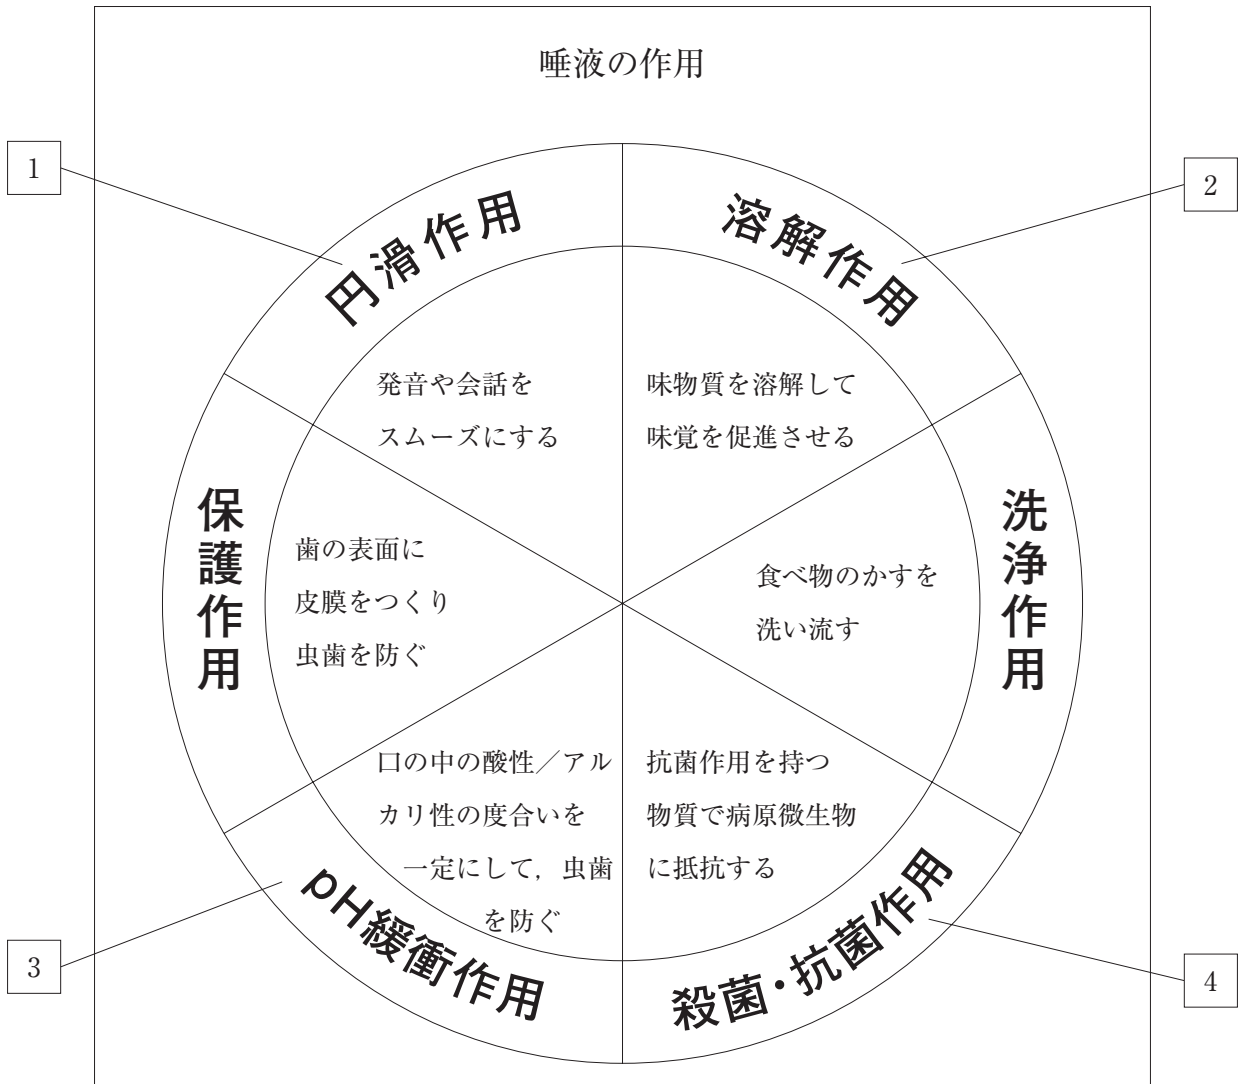 唾液の作用
1
円滑作用
発音や会話を
スムーズにする
2
溶解作用
味物質を溶解して
味覚を促進させる
洗浄作用
食べ物のかすを
洗い流す
4
殺菌・抗菌作用
抗菌作用を持つ
物質で病原微生物
に抵抗する
3
pH緩衝作用
口の中の酸性／アル
カリ性の度合いを
一定にして，虫歯
を防ぐ
保護作用
歯の表面に
皮膜をつくり
虫歯を防ぐ